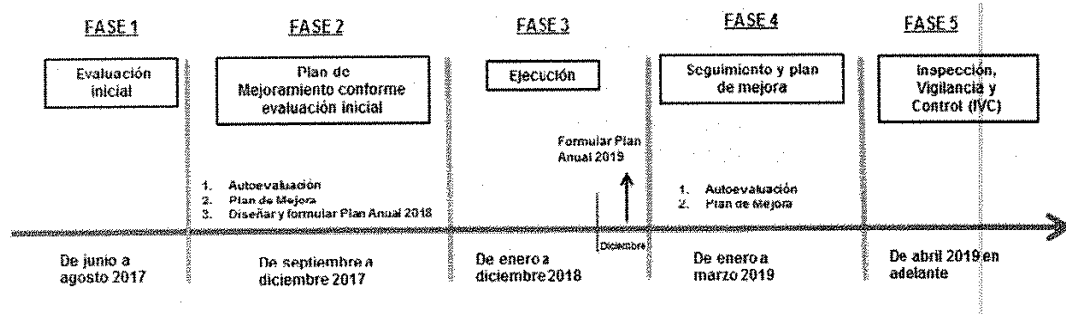 FASE 1
Evaluación
inicial
De junio a
agosto 2017
FASE 2
Plan de
Mejoramiento conforme
evaluación inicial
1. Autoevaluación
2. Plan de Mejora
3. Diseñar y formular Plan Anual 2018
De septiembre a
diciembre 2017
FASE 3
Ejecución
Formular Plan
Anual 2019
Diciembre
De enero a
diciembre 2018
FASE 4
Seguimiento y plan
de mejora
1. Autoevaluación
2. Plan de Mejora
De enero a
marzo 2019
FASE 5
Inspección,
Vigilancia y
Control (IVC)
De abril 2019 en
adelante